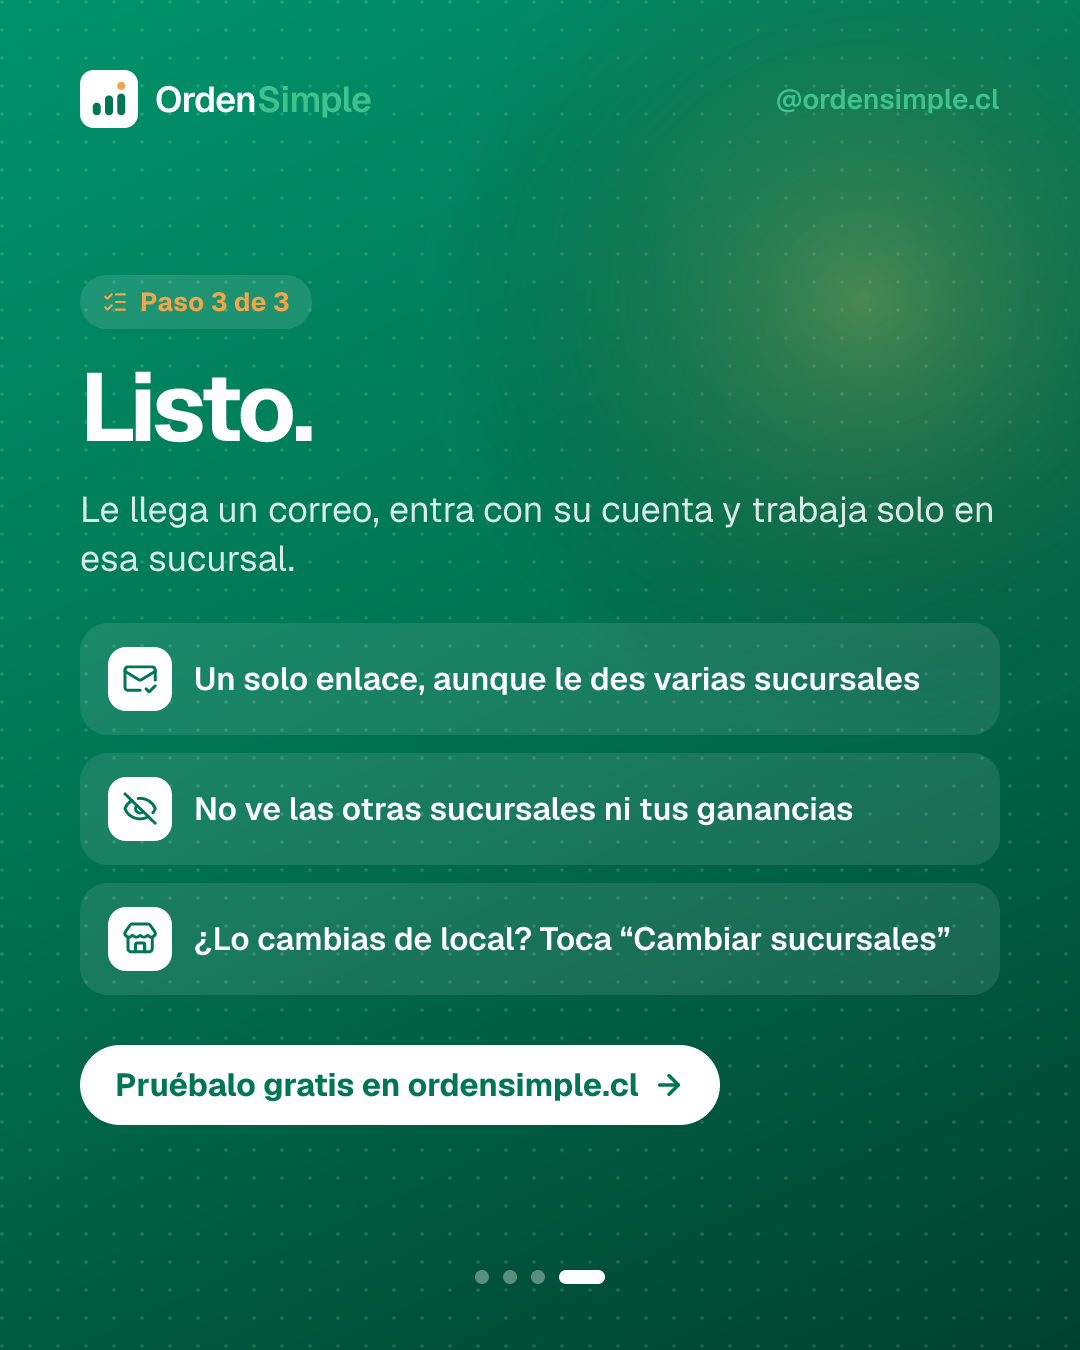 OrdenSimple
@ordensimple.cl
Paso 3 de 3
Listo.
Le llega un correo, entra con su cuenta y trabaja solo en
esa sucursal.
Un solo enlace, aunque le des varias sucursales
No ve las otras sucursales ni tus ganancias
¿Lo cambias de local? Toca “Cambiar sucursales”
Pruébalo gratis en ordensimple.cl →